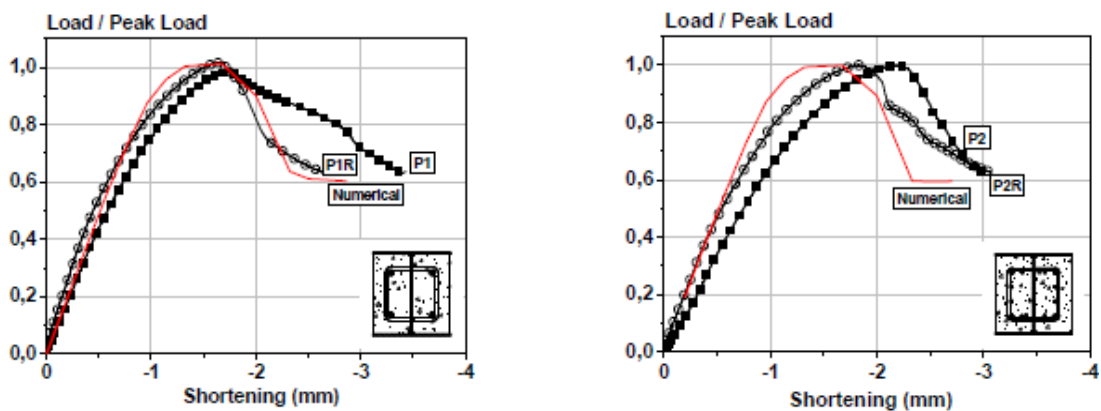 Load / Peak Load
1,0
0,8
0,6
0,4
0,2
0,0
P1R
P1
Numerical
0 -1 -2 -3 -4
Shortening (mm)
Load / Peak Load
1,0
0,8
0,6
0,4
0,2
0,0
P2
P2R
Numerical
0 -1 -2 -3 -4
Shortening (mm)